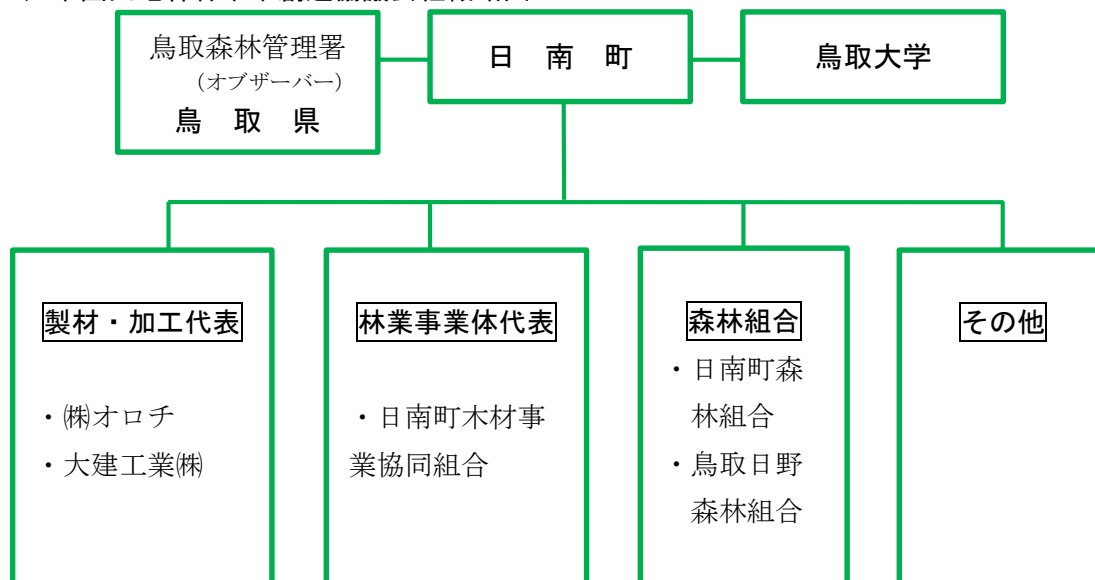 鳥取森林管理署
（オブザーバー）
鳥　取　県
日　南　町
鳥取大学
製材・加工代表
・㈱オロチ
・大建工業㈱
林業事業体代表
・日南町木材事
業協同組合
森林組合
・日南町森
林組合
・鳥取日野
森林組合
その他